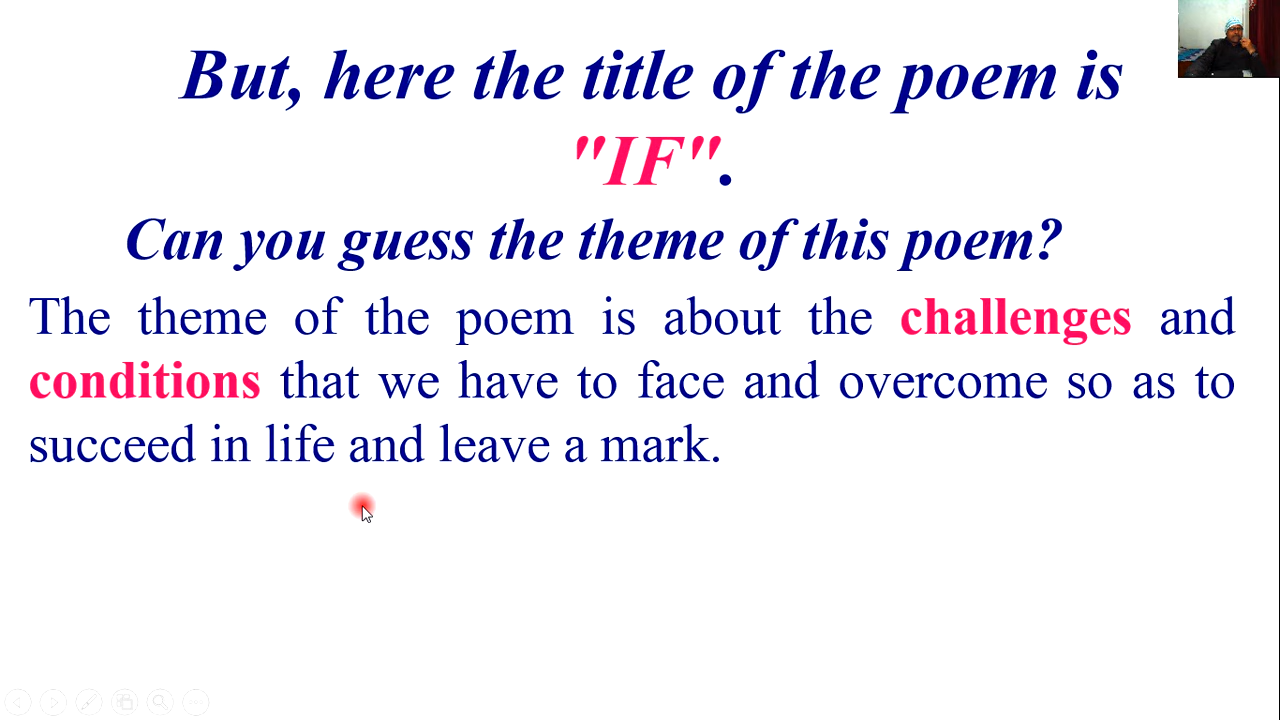 But, here the title of the poem is
"IF".
Can you guess the theme of this poem?
The theme of the poem is about the challenges and
conditions that we have to face and overcome so as to
succeed in life and leave a mark.